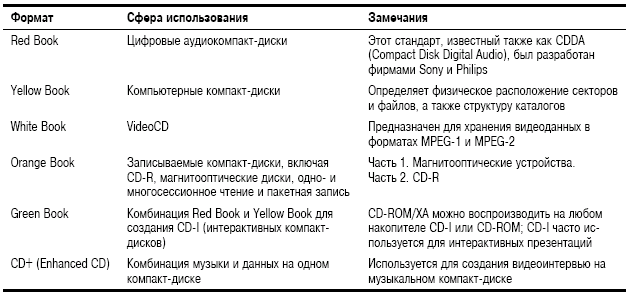 Формат Сфера использования Замечания
Red Book Цифровые аудиокомпакт-диски Этот стандарт, известный также как CDDA
(Compact Disk Digital Audio), был разработан
фирмами Sony и Philips
Yellow Book Компьютерные компакт-диски Определяет физическое расположение секторов
и файлов, а также структуру каталогов
White Book VideoCD Предназначен для хранения видеоданных в
форматах MPEG-1 и MPEG-2
Orange Book Записываемые компакт-диски, включая Часть 1. Магнитооптические устройства.
CD-R, магнитооптические диски, одно- и Часть 2. CD-R
многосессионное чтение и пакетная запись
Green Book Комбинация Red Book и Yellow Book для CD-ROM/XA можно воспроизводить на любом
создания CD-I (интерактивных компакт- накопителе CD-I или CD-ROM; CD-I часто ис-
дисков) пользуется для интерактивных презентаций
CD+ (Enhanced CD) Комбинация музыки и данных на одном Используется для создания видеоинтервью на
компакт-диске музыкальном компакт-диске